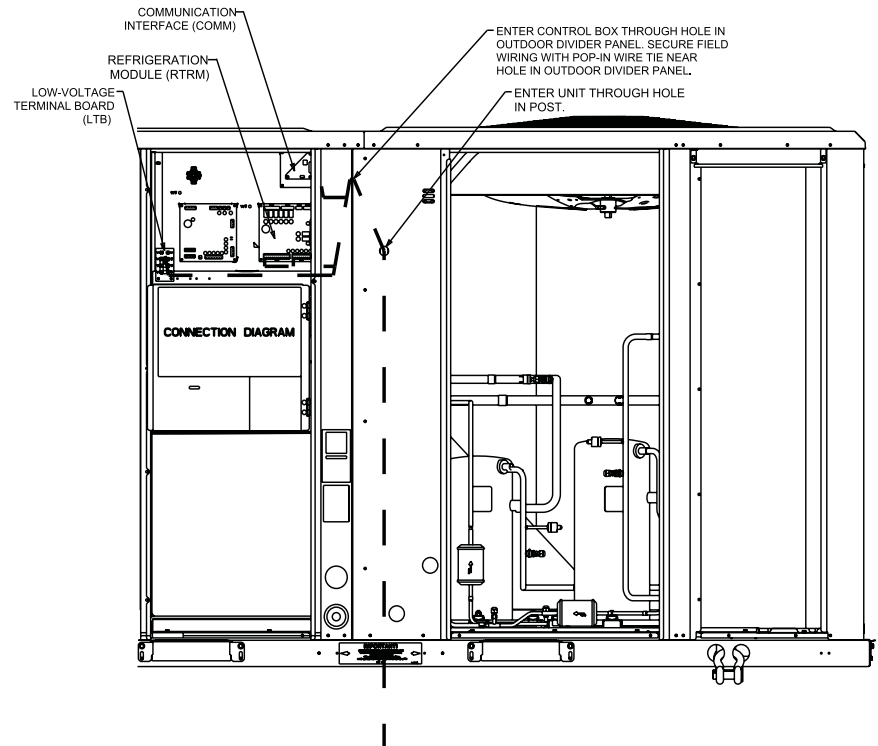 COMMUNICATION
INTERFACE (COMM)
REFRIGERATION
MODULE (RTRM)
LOW-VOLTAGE
TERMINAL BOARD
(LTB)
ENTER CONTROL BOX THROUGH HOLE IN
OUTDOOR DIVIDER PANEL. SECURE FIELD
WIRING WITH POP-IN WIRE TIE NEAR
HOLE IN OUTDOOR DIVIDER PANEL.
ENTER UNIT THROUGH HOLE
IN POST.
CONNECTION DIAGRAM
IMPORTANT!